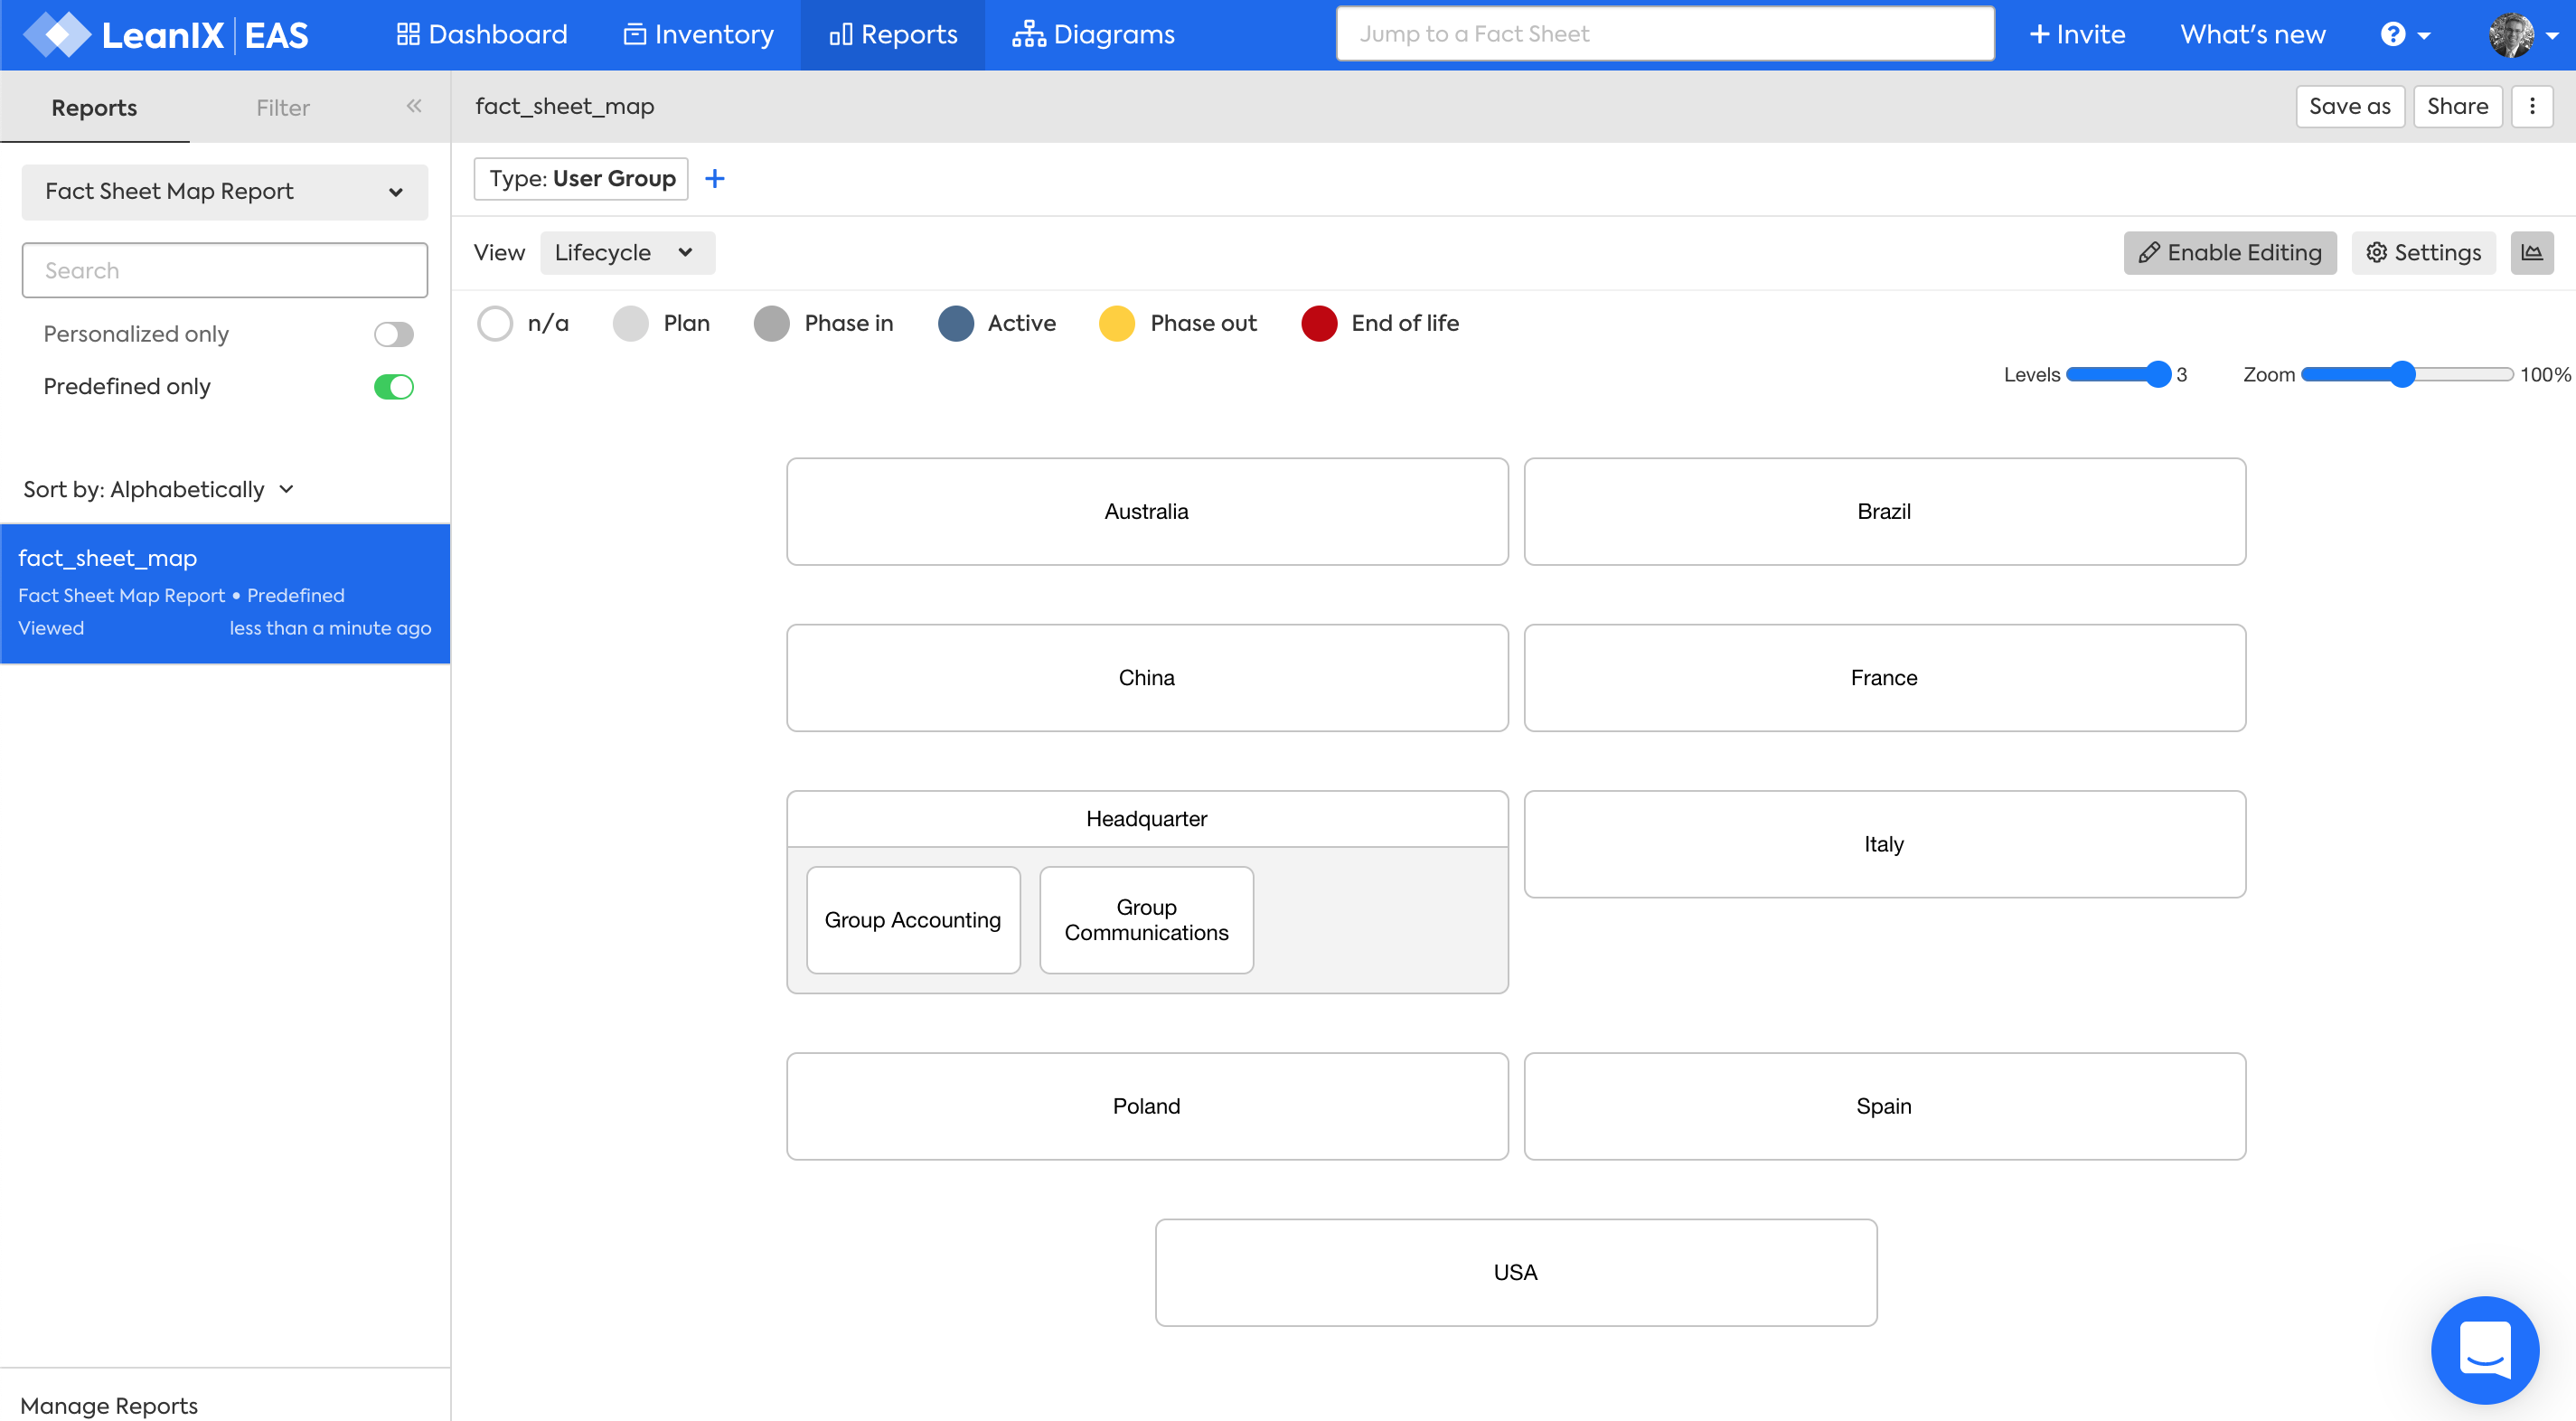 LeanIX EAS Dashboard Inventory Reports Diagrams Jump to a Fact Sheet + Invite What's new ?
Reports Filter «
fact_sheet_map Save as Share
Fact Sheet Map Report
Type: User Group +
Search
View Lifecycle Enable Editing Settings
Personalized only
n/a Plan Phase in Active Phase out End of life
Predefined only
Levels 3 Zoom 100%
Sort by: Alphabetically
fact_sheet_map
Fact Sheet Map Report • Predefined
Viewed less than a minute ago
Australia Brazil
China France
Headquarter
Italy
Group Accounting
Group
Communications
Poland Spain
USA
Manage Reports